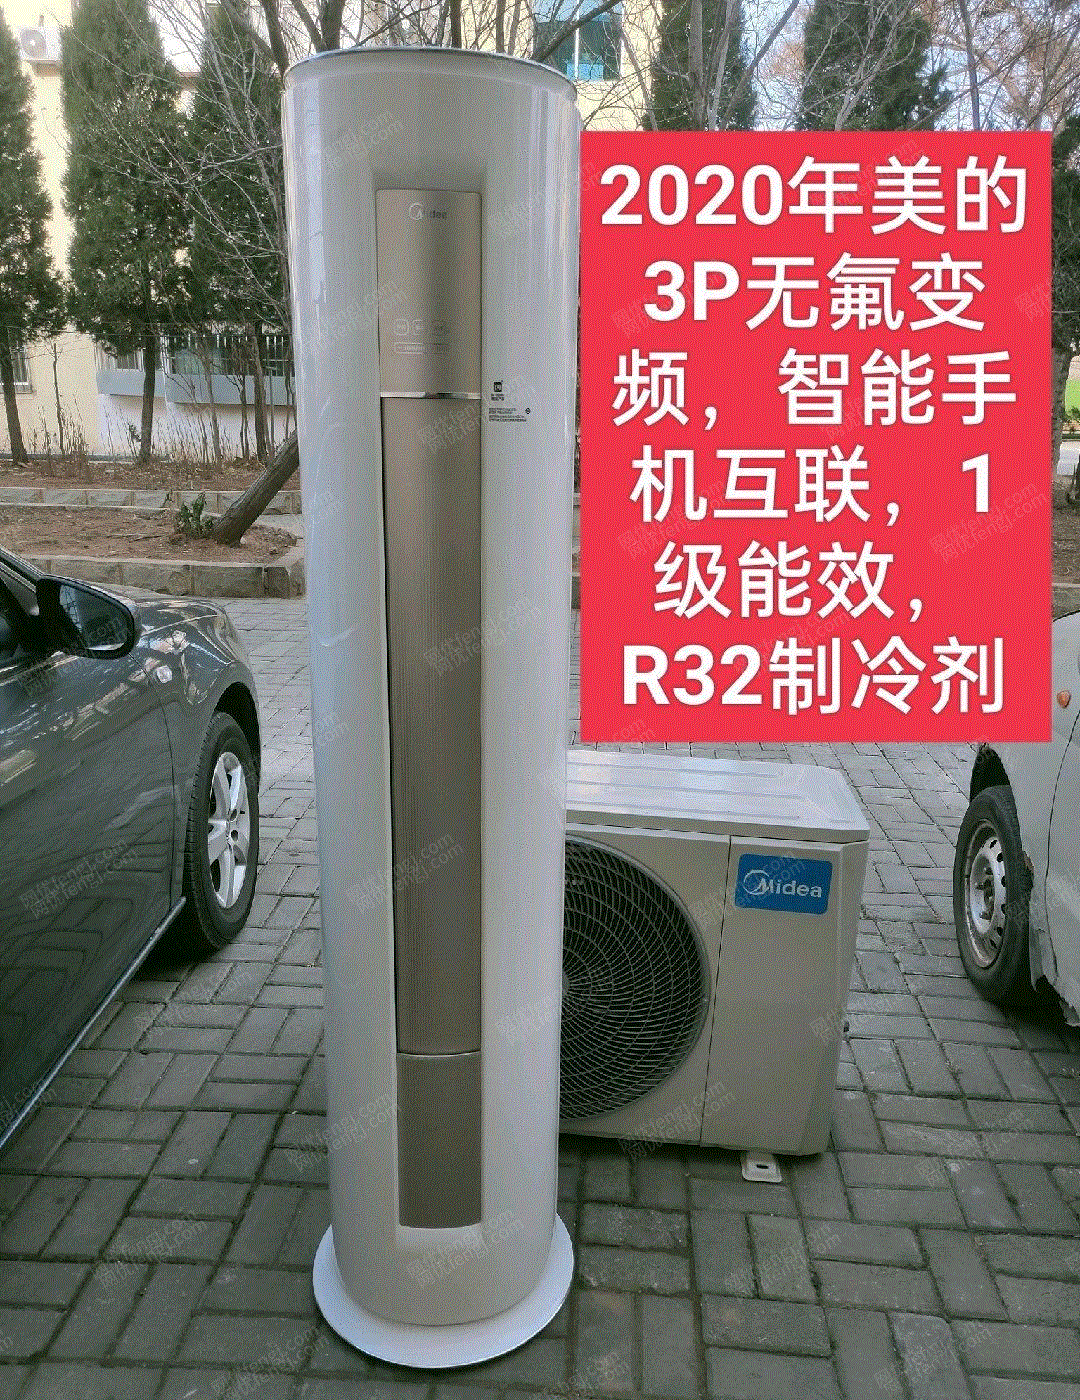 Midea
2020年美的
3P无氟变
频，智能手
机互联，1
级能效，
R32制冷剂
Midea